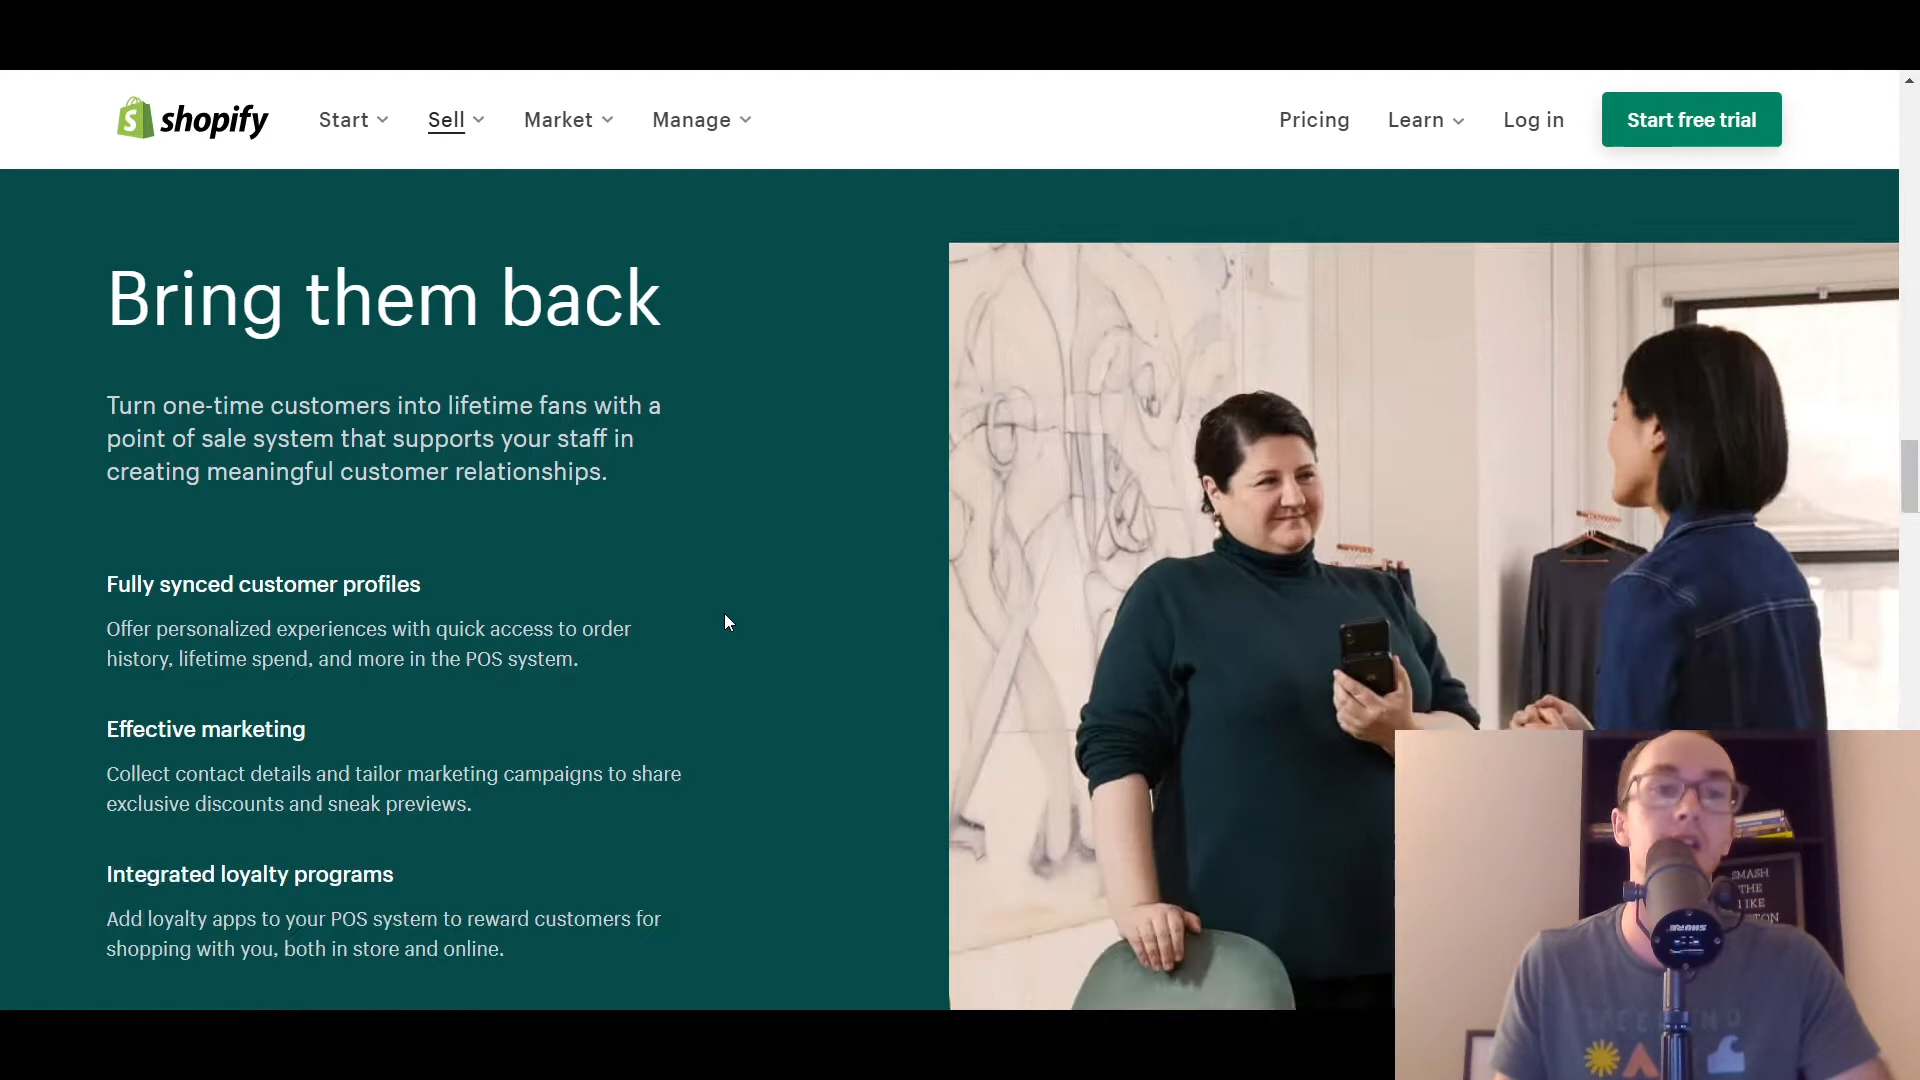 shopify
Start
Sell
Market
Manage
Pricing
Learn
Log in
Start free trial
Bring them back
Turn one-time customers into lifetime fans with a
point of sale system that supports your staff in
creating meaningful customer relationships.
Fully synced customer profiles
Offer personalized experiences with quick access to order
history, lifetime spend, and more in the POS system.
Effective marketing
Collect contact details and tailor marketing campaigns to share
exclusive discounts and sneak previews.
Integrated loyalty programs
Add loyalty apps to your POS system to reward customers for
shopping with you, both in store and online.
SMASH
THE
LIKE